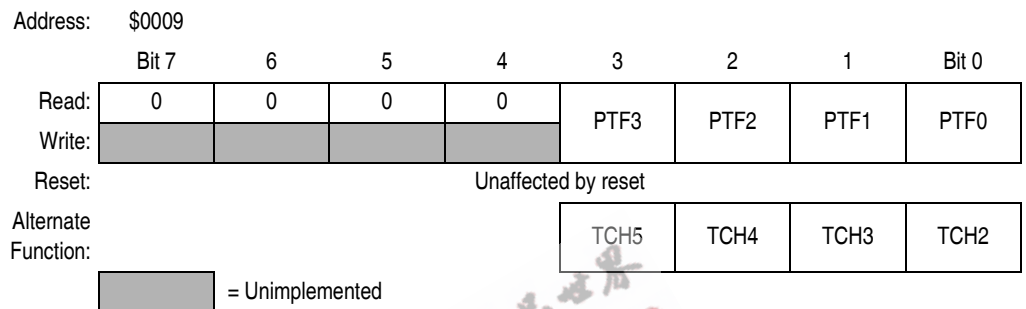 Address: $0009
Bit 7 6 5 4 3 2 1 Bit 0
Read: 0 0 0 0 PTF3 PTF2 PTF1 PTF0
Write:
Reset: Unaffected by reset
Alternate Function: TCH5 TCH4 TCH3 TCH2
= Unimplemented